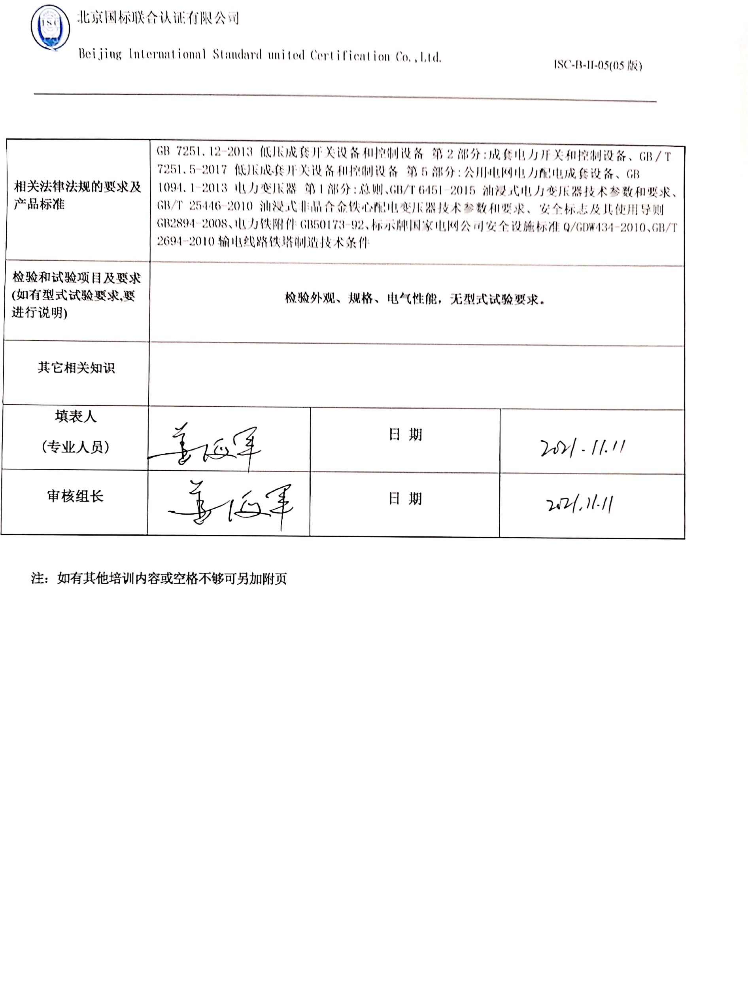 ISC
北京国标联合认证有限公司
Beijing International Standard united Certification Co.,Ltd.
ISC-B-II-05(05 版)
相关法律法规的要求及
产品标准
GB 7251.12-2013 低压成套开关设备和控制设备 第 2 部分:成套电力开关和控制设备、GB/T
7251.5-2017 低压成套开关设备和控制设备 第 5 部分:公用电网电力配电成套设备、GB
1094.1-2013 电力变压器 第 1 部分:总则、GB/T 6451-2015 油浸式电力变压器技术参数和要求、
GB/T 25446-2010 油浸式非晶合金铁心配电变压器技术参数和要求、安全标志及其使用导则
GB2894-2008、电力铁附件 GB50173-92、标示牌国家电网公司安全设施标准 Q/GDW434-2010、GB/T
2694-2010 输电线路铁塔制造技术条件
检验和试验项目及要求
(如有型式试验要求,要
进行说明)
检验外观、规格、电气性能，无型式试验要求。
其它相关知识
填表人
(专业人员)
日 期
2021.11.11
审核组长
日 期
2021.11.11
注：如有其他培训内容或空格不够可另加附页